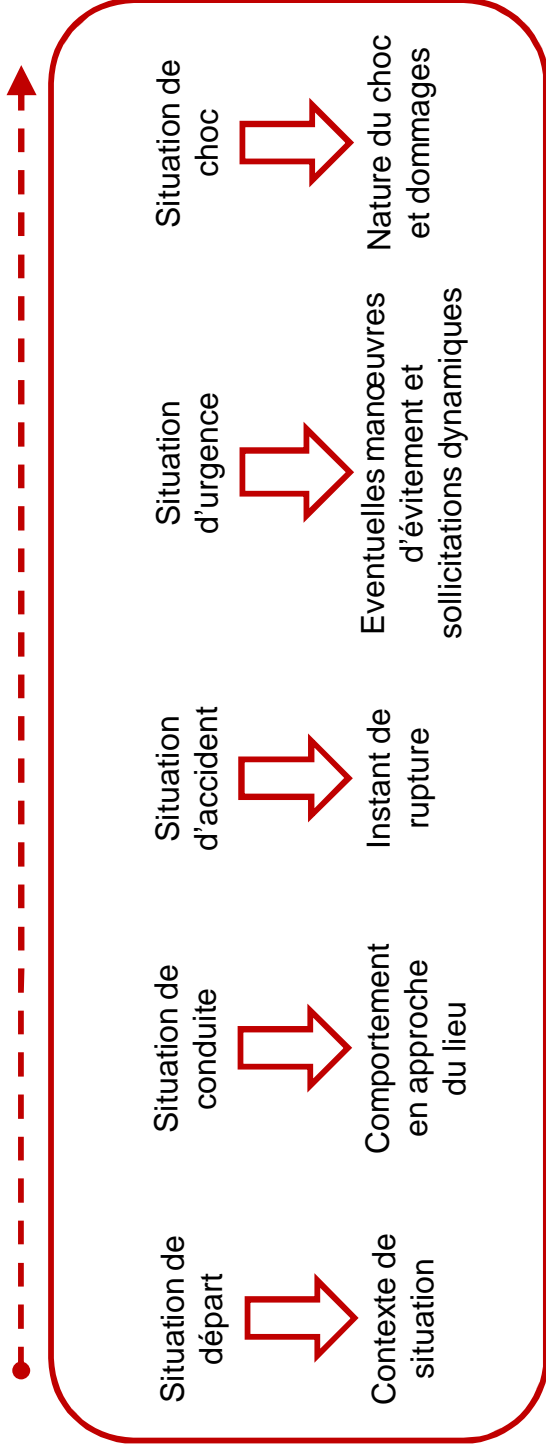 Situation de
départ
Contexte de
situation
Situation de
conduite
Comportement
en approche
du lieu
Situation
d'accident
Instant de
rupture
Situation
d'urgence
Eventuelles manœuvres
d'évitement et
sollicitations dynamiques
Situation de
choc
Nature du choc
et dommages